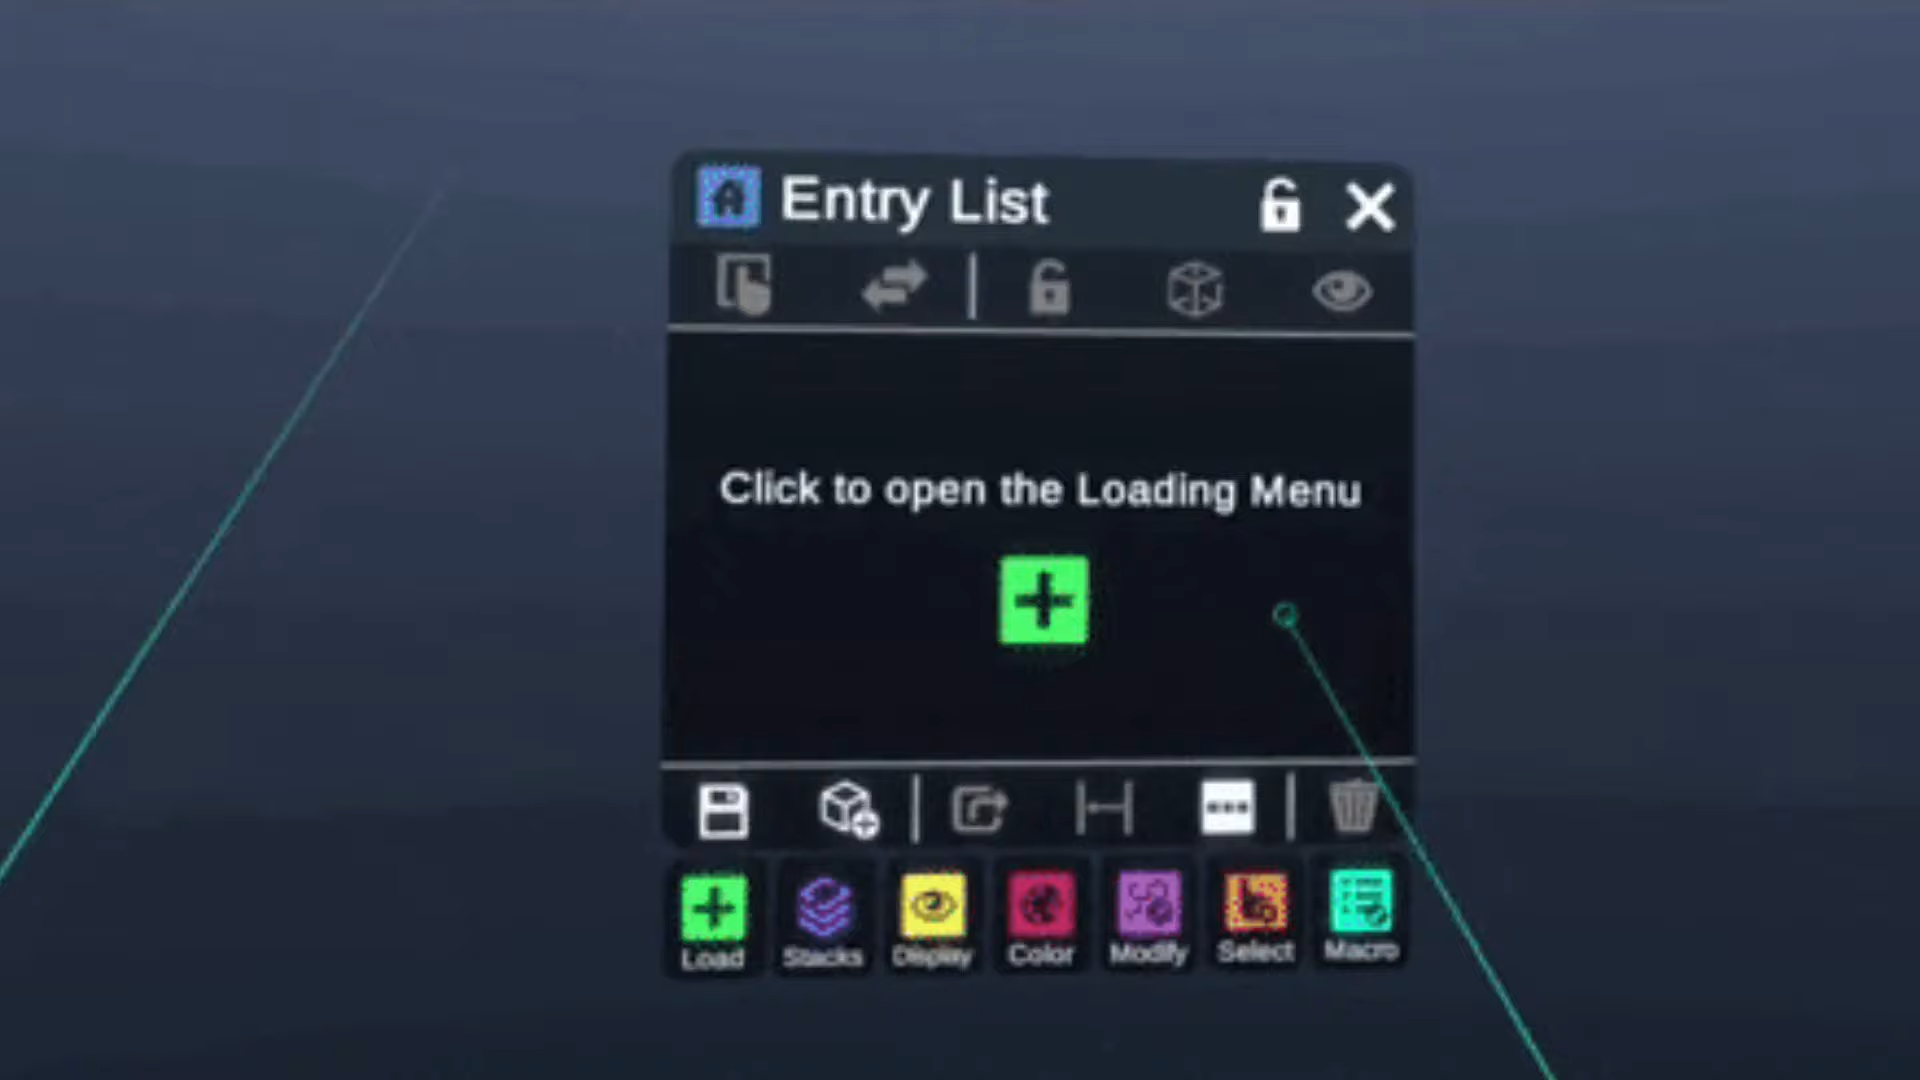 Entry List
Click to open the Loading Menu
Load
Stacks
Display
Color
Modify
Select
Macro